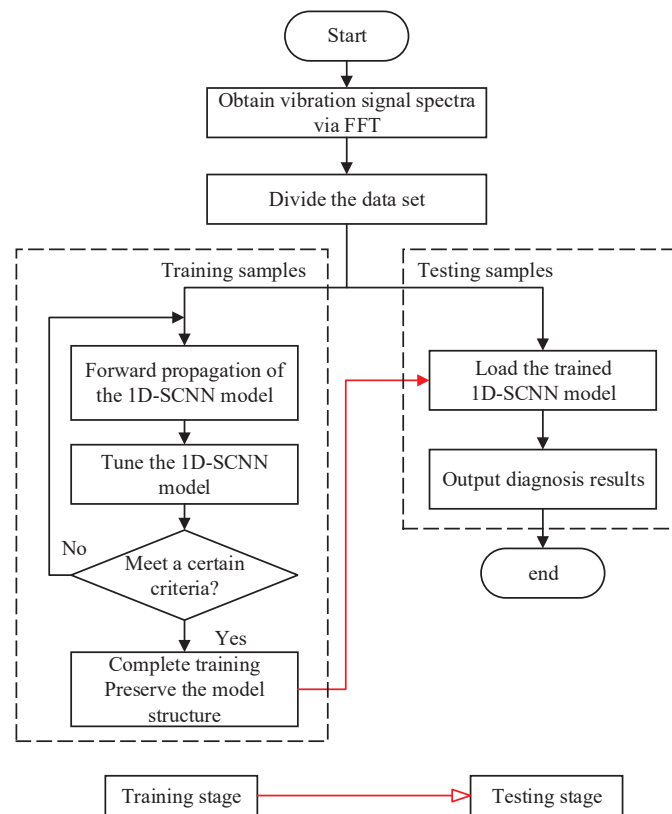 Start
Obtain vibration signal spectra
via FFT
Divide the data set
Training samples
Testing samples
Forward propagation of
the 1D-SCNN model
Load the trained
1D-SCNN model
Tune the 1D-SCNN
model
Output diagnosis results
No
Meet a certain
criteria?
end
Yes
Complete training
Preserve the model
structure
Training stage
Testing stage